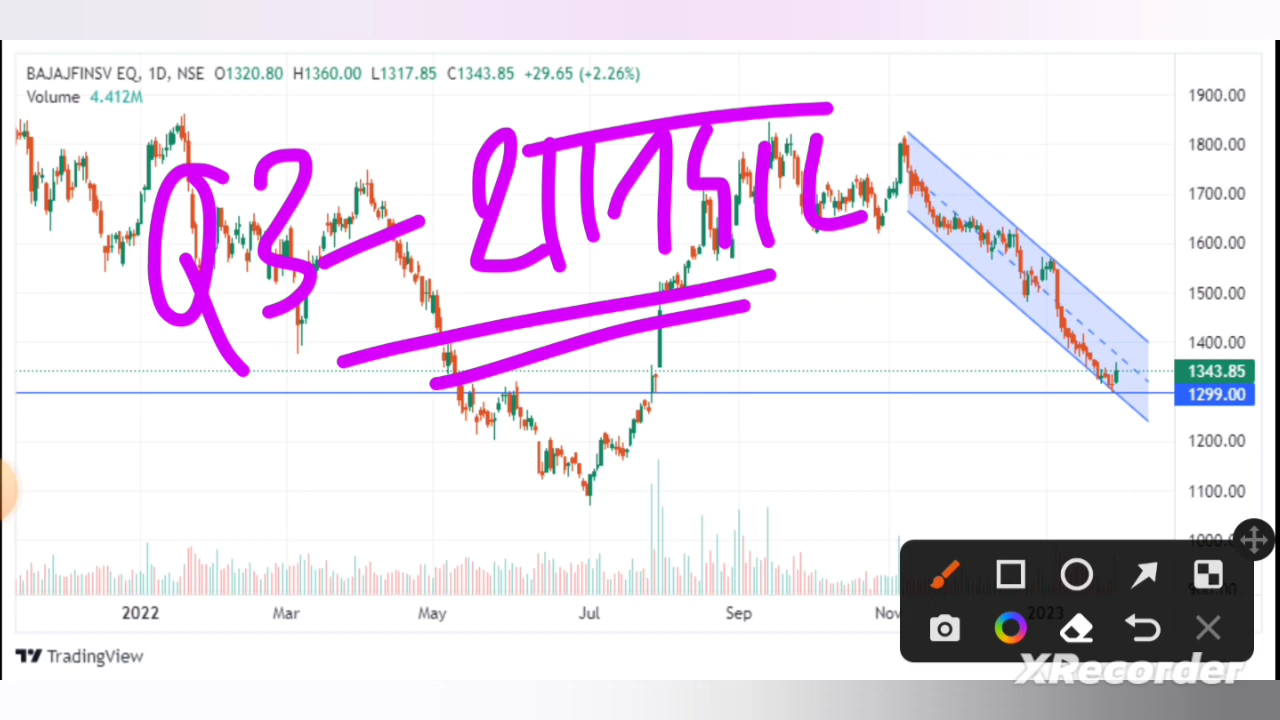 BAJAJFINSV EQ, 1D, NSE O1320.80 H1360.00 L1317.85 C1343.85 +29.65 (+2.26%)
Volume 4.412M
Q3- शानदार
1900.00
1800.00
1700.00
1600.00
1500.00
1400.00
1343.85
1299.00
1200.00
1100.00
2022 Mar May Jul Sep Nov 2023
TradingView
XRecorder